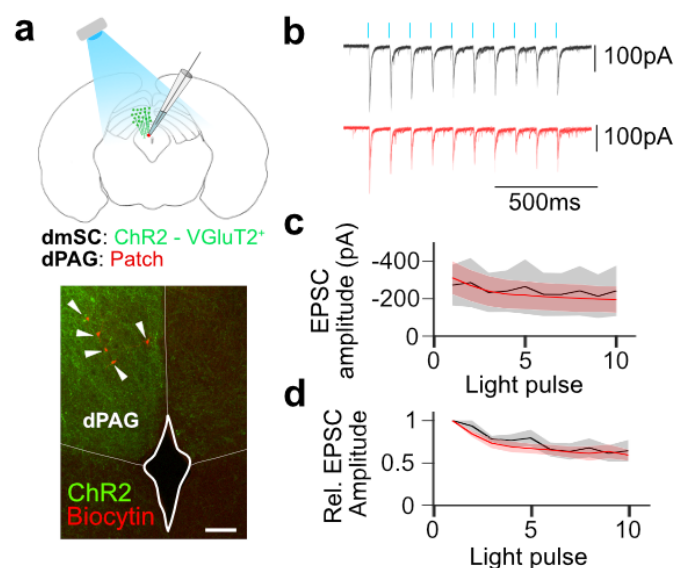 a
dmSC: ChR2 - VGluT2⁺
dPAG: Patch
dPAG
ChR2
Biocytin
b
100pA
100pA
500ms
c
EPSC
amplitude (pA)
-400
-200
0
0
5
10
Light pulse
d
Rel. EPSC
Amplitude
1
0.5
0
0
5
10
Light pulse